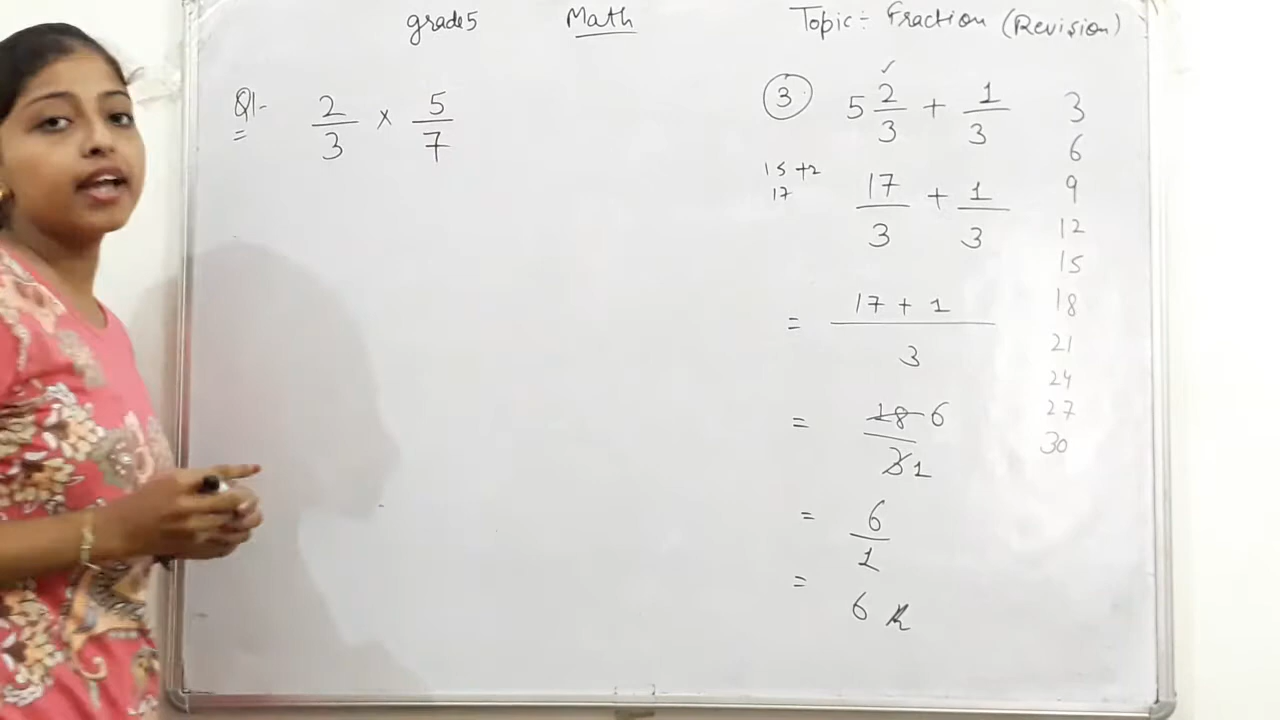 grade5 Math Topic:- Fraction (Revision)
Q1- 2/3 × 5/7
③ 5 2/3 + 1/3
15 +2
17
17/3 + 1/3
= 17 + 1 / 3
= 18 6 / 3 1
= 6/1
= 6
3
6
9
12
15
18
21
24
27
30